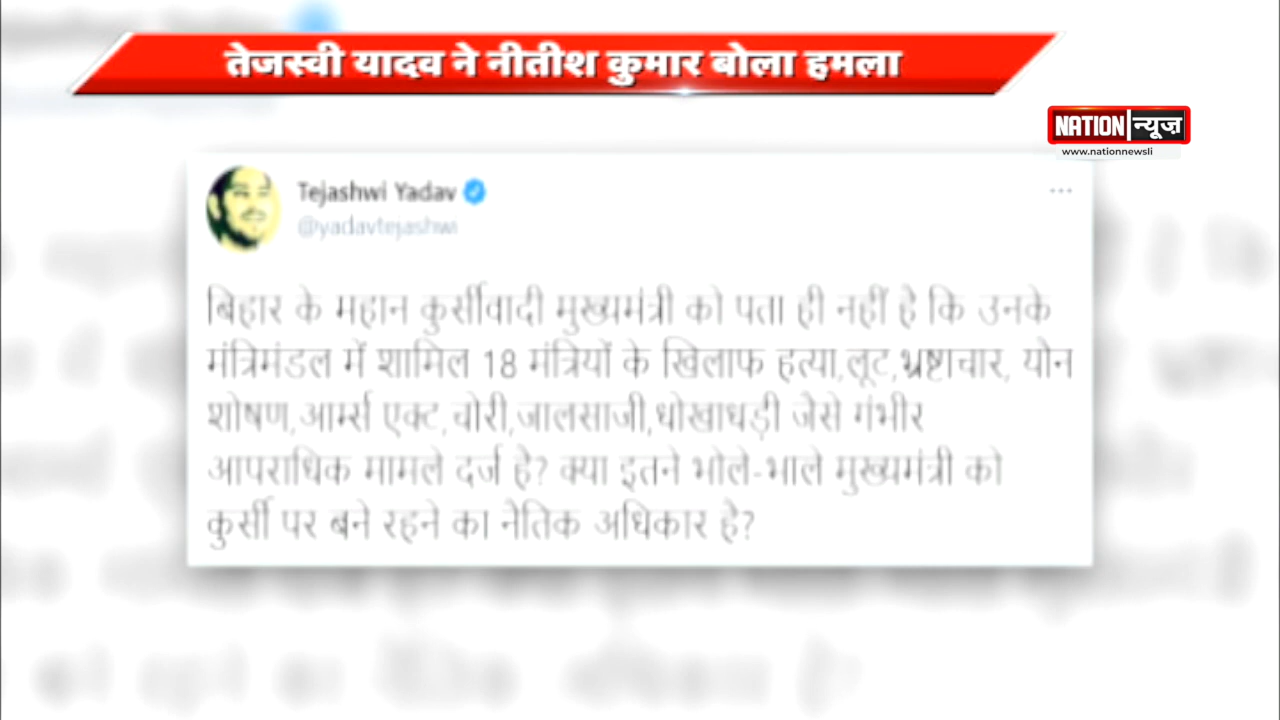 तेजस्वी यादव ने नीतीश कुमार बोला हमला
NATION न्यूज़
www.nationnewsli
Tejashwi Yadav
@yadavtejashwi
बिहार के महान कुर्सीवादी मुख्यमंत्री को पता ही नहीं है कि उनके
मंत्रिमंडल में शामिल 18 मंत्रियों के खिलाफ हत्या,लूट,भ्रष्टाचार, यौन
शोषण,आर्म्स एक्ट,चोरी,जालसाजी,धोखाधड़ी जैसे गंभीर
आपराधिक मामले दर्ज है? क्या इतने भोले-भाले मुख्यमंत्री को
कुर्सी पर बने रहने का नैतिक अधिकार है?